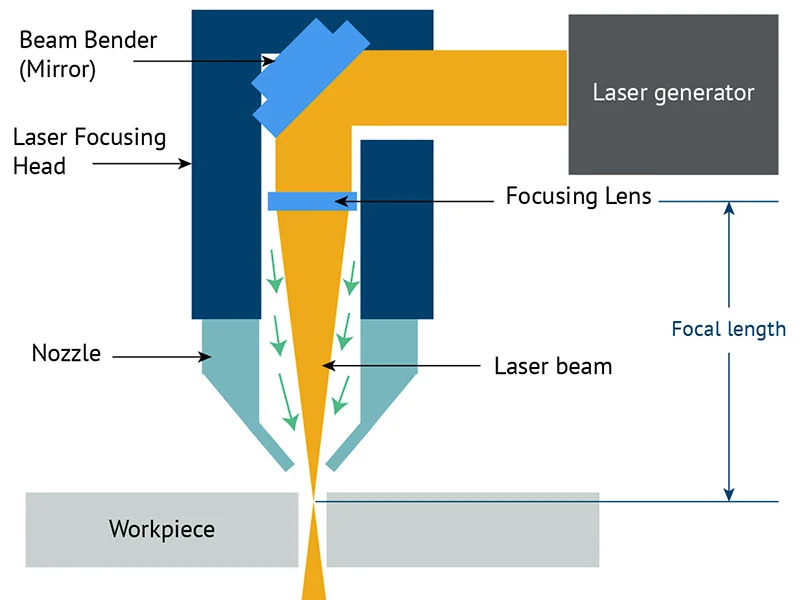 Beam Bender
(Mirror)
Laser generator
Laser Focusing
Head
Focusing Lens
Focal length
Nozzle
Laser beam
Workpiece